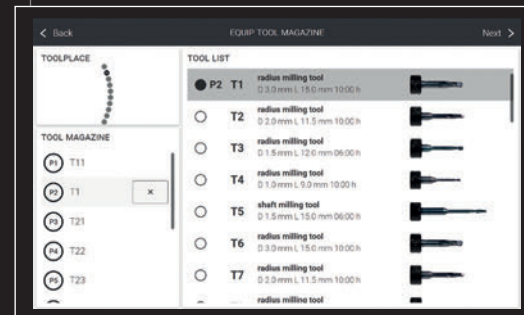 Back
EQUIP TOOL MAGAZINE
Next
TOOLPLACE
TOOL MAGAZINE
P1 T11
P2 T1 ×
P3 T21
P4 T22
P5 T23
TOOL LIST
P2 T1 radius milling tool
D 3.0 mm L 15.0 mm 10:00 h
T2 radius milling tool
D 2.0 mm L 11.5 mm 10:00 h
T3 radius milling tool
D 1.5 mm L 12.0 mm 06:00 h
T4 radius milling tool
D 1.0 mm L 9.0 mm 10:00 h
T5 shaft milling tool
D 1.5 mm L 15.0 mm 06:00 h
T6 radius milling tool
D 3.0 mm L 15.0 mm 10:00 h
T7 radius milling tool
D 2.0 mm L 11.5 mm 10:00 h
radius milling tool